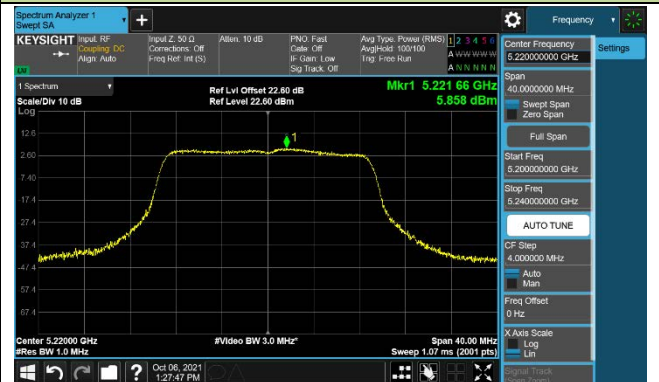 Spectrum Analyzer 1
Swept SA
+
Frequency
KEYSIGHT
Input: RF
Coupling: DC
Align: Auto
Input Z: 50 Ω
Corrections: Off
Freq Ref: Int (S)
Atten: 10 dB
PNO: Fast
Gate: Off
IF Gain: Low
Sig Track: Off
Avg Type: Power (RMS)
Avg|Hold: 100/100
Trig: Free Run
1 2 3 4 5 6
A W W W W W
A N N N N N
LNI
1 Spectrum
Scale/Div 10 dB
Log
Ref Lvl Offset 22.60 dB
Ref Level 22.60 dBm
Mkr1 5.221 66 GHz
5.858 dBm
1
12.6
2.60
-7.40
-17.4
-27.4
-37.4
-47.4
-57.4
-67.4
Center 5.22000 GHz
#Res BW 1.0 MHz
#Video BW 3.0 MHz*
Span 40.00 MHz
Sweep 1.07 ms (2001 pts)
?
Oct 06, 2021
1:27:47 PM
Center Frequency
5.220000000 GHz
Settings
Span
40.0000000 MHz
Swept Span
Zero Span
Full Span
Start Freq
5.200000000 GHz
Stop Freq
5.240000000 GHz
AUTO TUNE
CF Step
4.000000 MHz
Auto
Man
Freq Offset
0 Hz
X Axis Scale
Log
Lin
Signal Track
(Span Zoom)